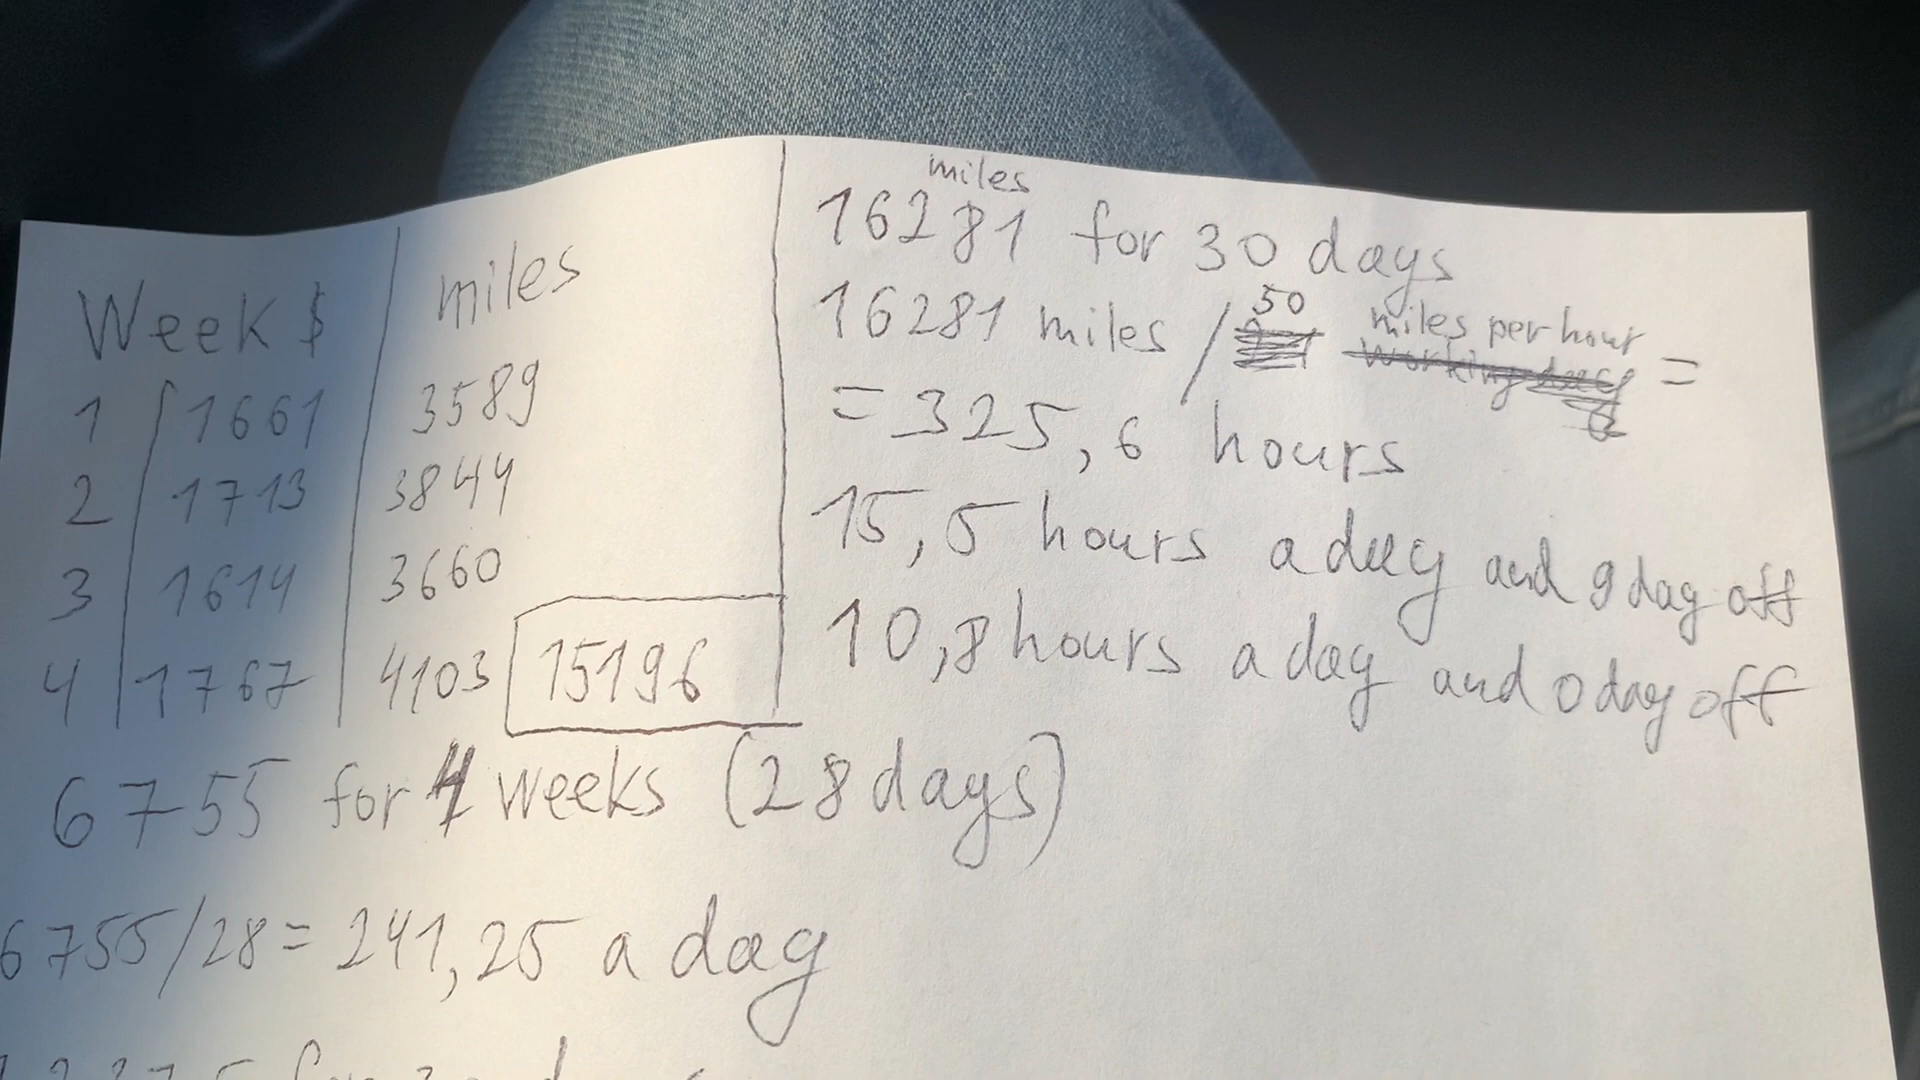 Week $ miles
1 1661 3589
2 1713 3844
3 1614 3660
4 1767 4103 15196
6755 for 4 weeks (28 days)
6755/28 = 241,25 a day
miles
16281 for 30 days
16281 miles / 50 miles per hour =
= 325,6 hours
15,5 hours a day and 9 day off
10,8 hours a day and 0 day off